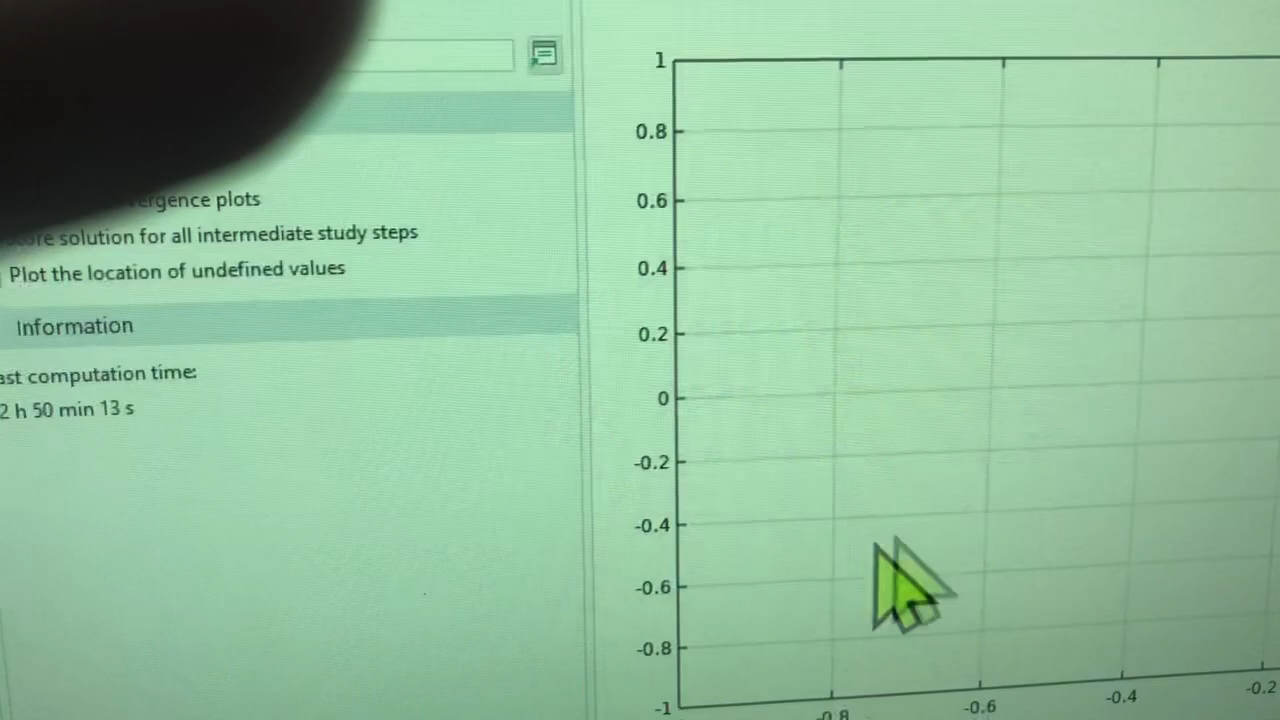 plots
solution for all intermediate study steps
Plot the location of undefined values
Information
computation time:
2 h 50 min 13 s
1
0.8
0.6
0.4
0.2
0
-0.2
-0.4
-0.6
-0.8
-1
-0.8
-0.6
-0.4
-0.2